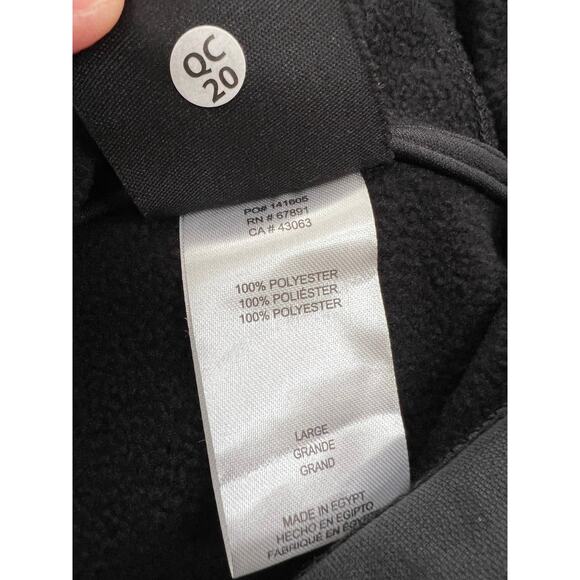 QC
20
PO# 141605
RN # 67891
CA # 43063
100% POLYESTER
100% POLIÉSTER
100% POLYESTER
LARGE
GRANDE
GRAND
MADE IN EGYPT
HECHO EN EGIPTO
FABRIQUÉ EN ÉGYPTE